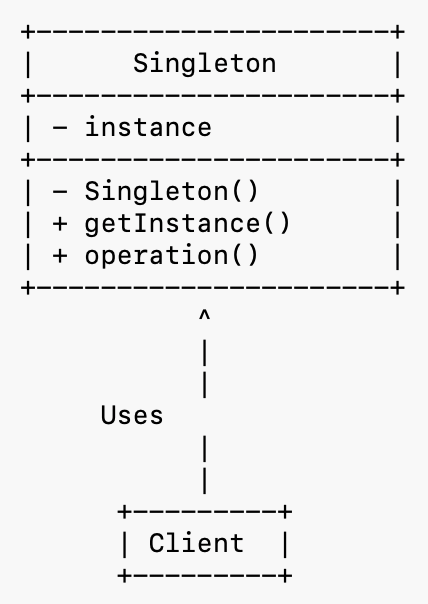 +----------------------+
|      Singleton       |
+----------------------+
| - instance           |
+----------------------+
| - Singleton()        |
| + getInstance()      |
| + operation()        |
+----------------------+
           ^
           |
           |
     Uses
           |
           |
      +---------+
      | Client  |
      +---------+